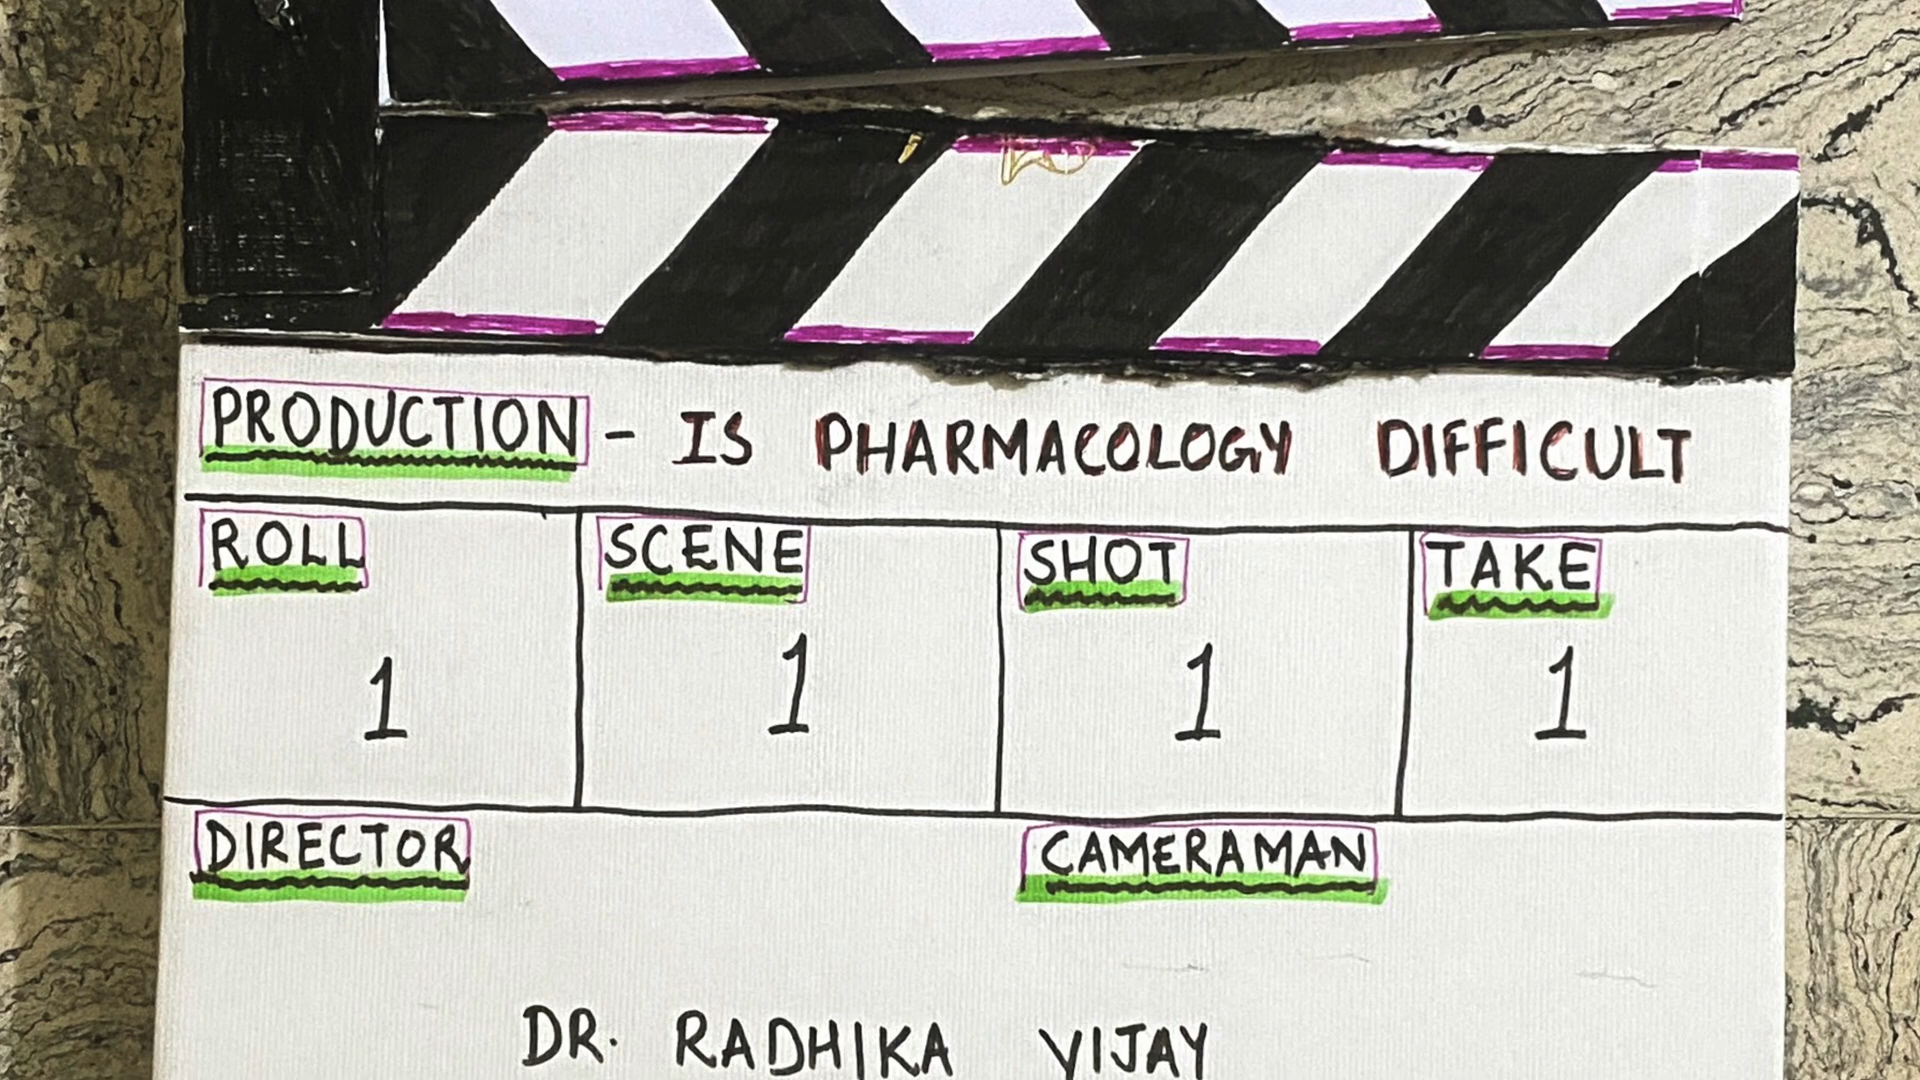 PRODUCTION - IS PHARMACOLOGY DIFFICULT
ROLL SCENE SHOT TAKE
1 1 1 1
DIRECTOR CAMERAMAN
DR. RADHIKA VIJAY